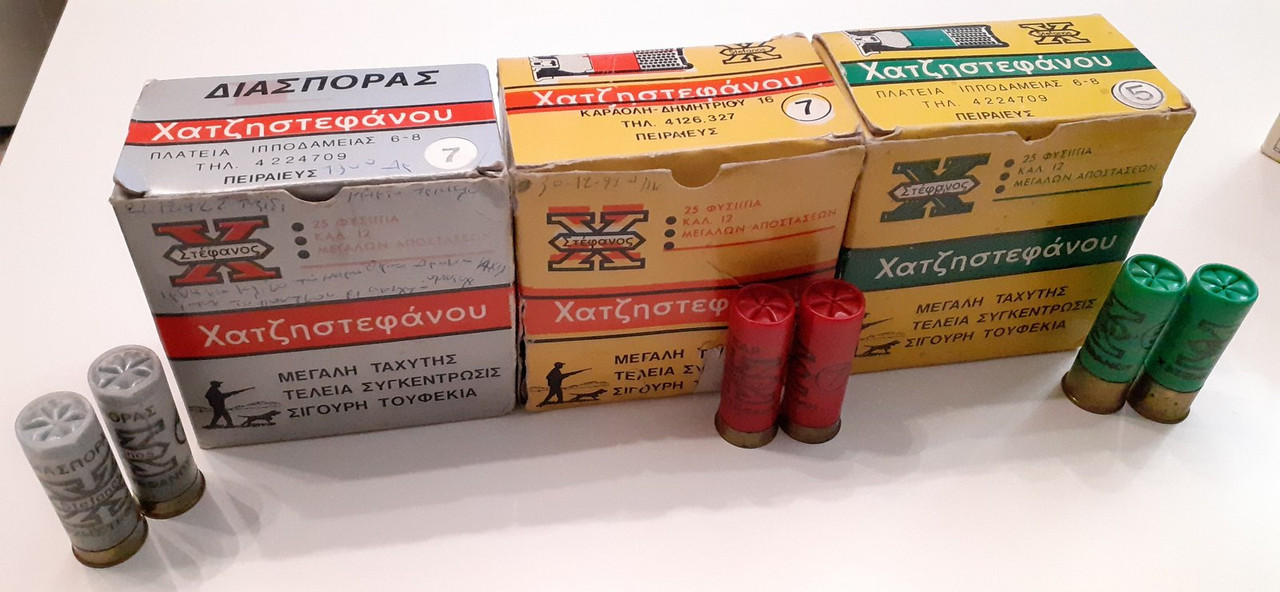 ΔΙΑΣΠΟΡΑΣ
Χατζηστεφάνου
ΠΛΑΤΕΙΑ ΙΠΠΟΔΑΜΕΙΑΣ 6-8
ΤΗΛ. 4224709
ΠΕΙΡΑΙΕΥΣ
7
Στέφανος
25 ΦΥΣΙΓΓΙΑ
ΚΑΛ. 12
ΜΕΓΑΛΩΝ ΑΠΟΣΤΑΣΕΩΝ
Χατζηστεφάνου
ΜΕΓΑΛΗ ΤΑΧΥΤΗΣ
ΤΕΛΕΙΑ ΣΥΓΚΕΝΤΡΩΣΙΣ
ΣΙΓΟΥΡΗ ΤΟΥΦΕΚΙΑ
Χατζηστεφάνου
ΚΑΡΑΟΛΗ-ΔΗΜΗΤΡΙΟΥ 16
ΤΗΛ. 4126.327
ΠΕΙΡΑΙΕΥΣ
7
Στέφανος
25 ΦΥΣΙΓΓΙΑ
ΚΑΛ. 12
ΜΕΓΑΛΩΝ ΑΠΟΣΤΑΣΕΩΝ
Χατζηστεφ
ΜΕΓΑΛΗ Τ
ΤΕΛΕΙΑ ΣΥ
ΣΙΓΟΥΡΗ
Χατζηστεφάνου
ΠΛΑΤΕΙΑ ΙΠΠΟΔΑΜΕΙΑΣ 6-8
ΤΗΛ. 4224709
ΠΕΙΡΑΙΕΥΣ
5
Στέφανος
25 ΦΥΣΙΓΓΙΑ
ΚΑΛ. 12
ΜΕΓΑΛΩΝ ΑΠΟΣΤΑΣΕΩΝ
Χατζηστεφάνου
ΜΕΓΑΛΗ ΤΑΧΥΤΗΣ
ΤΕΛΕΙΑ ΣΥΓΚΕΝΤΡΩΣΙΣ
ΣΙΓΟΥΡΗ ΤΟΥΦΕΚΙΑ